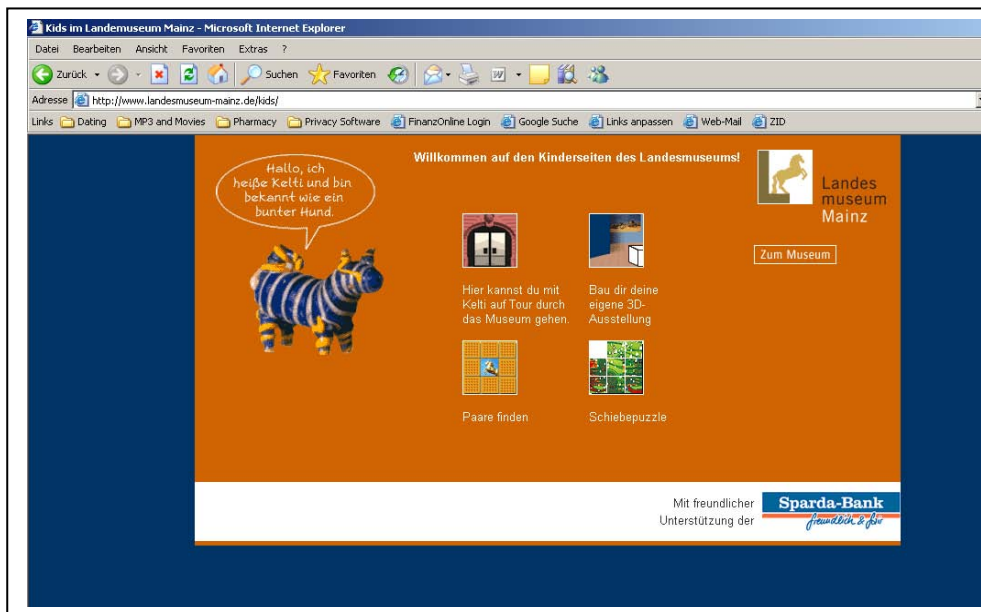 Kids im Landemuseum Mainz - Microsoft Internet Explorer
Datei Bearbeiten Ansicht Favoriten Extras ?
Zurück Suchen Favoriten
Adresse http://www.landesmuseum-mainz.de/kids/
Links Dating MP3 and Movies Pharmacy Privacy Software FinanzOnline Login Google Suche Links anpassen Web-Mail ZID
Hallo, ich
heiße Kelti und bin
bekannt wie ein
bunter Hund.
Willkommen auf den Kinderseiten des Landesmuseums!
Landes
museum
Mainz
Zum Museum
Hier kannst du mit
Kelti auf Tour durch
das Museum gehen.
Bau dir deine
eigene 3D-
Ausstellung
Paare finden
Schiebepuzzle
Mit freundlicher
Unterstützung der
Sparda-Bank
freundlich & fair